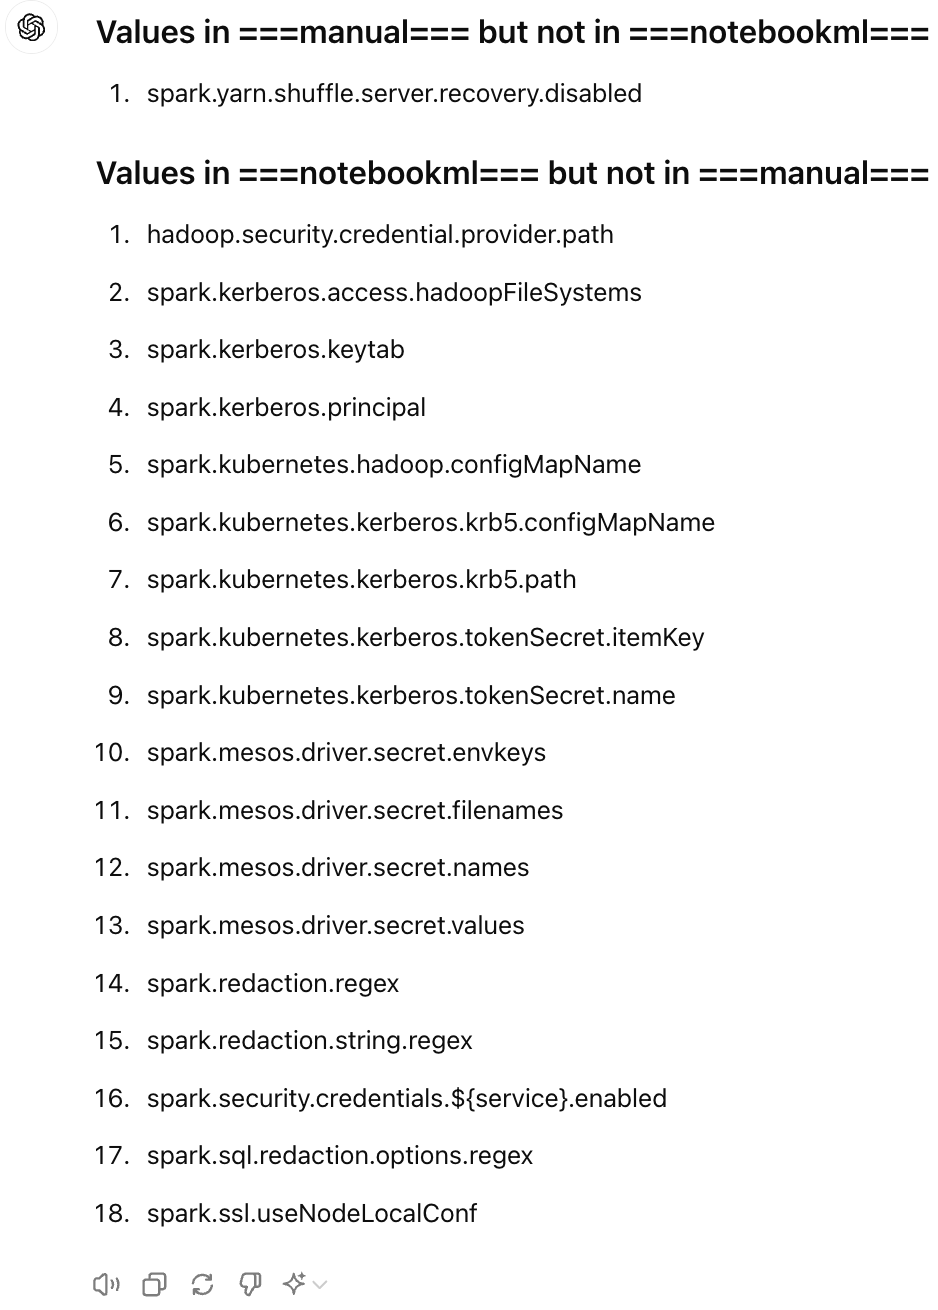 Values in ===manual=== but not in ===notebookml===
1. spark.yarn.shuffle.server.recovery.disabled
Values in ===notebookml=== but not in ===manual===
1. hadoop.security.credential.provider.path
2. spark.kerberos.access.hadoopFileSystems
3. spark.kerberos.keytab
4. spark.kerberos.principal
5. spark.kubernetes.hadoop.configMapName
6. spark.kubernetes.kerberos.krb5.configMapName
7. spark.kubernetes.kerberos.krb5.path
8. spark.kubernetes.kerberos.tokenSecret.itemKey
9. spark.kubernetes.kerberos.tokenSecret.name
10. spark.mesos.driver.secret.envkeys
11. spark.mesos.driver.secret.filenames
12. spark.mesos.driver.secret.names
13. spark.mesos.driver.secret.values
14. spark.redaction.regex
15. spark.redaction.string.regex
16. spark.security.credentials.${service}.enabled
17. spark.sql.redaction.options.regex
18. spark.ssl.useNodeLocalConf